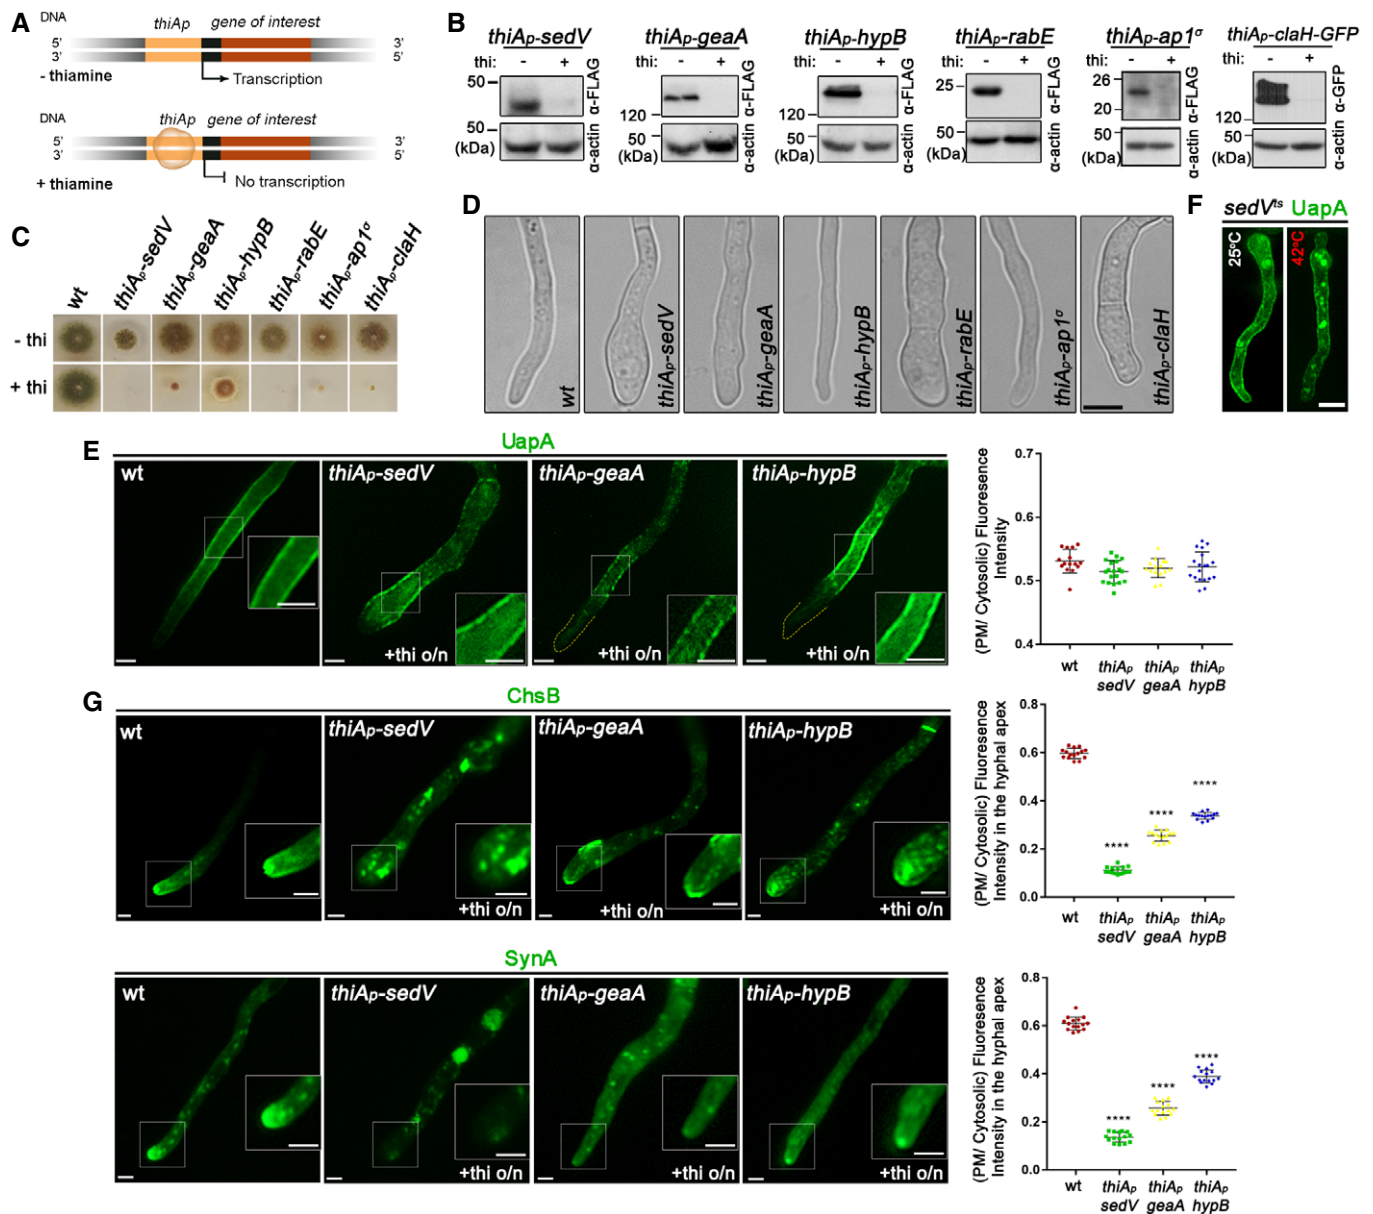 A
DNA
thiAp
gene of interest
5'
3'
3'
5'
- thiamine
Transcription
DNA
thiAp
gene of interest
5'
3'
3'
5'
+ thiamine
No transcription
B
thiAp-sedV
thi: - +
50
α-FLAG
50
(kDa)
α-actin
thiAp-geaA
thi: - +
120
α-FLAG
50
(kDa)
α-actin
thiAp-hypB
thi: - +
120
α-FLAG
50
(kDa)
α-actin
thiAp-rabE
thi: - +
25
α-FLAG
50
(kDa)
α-actin
thiAp-ap1σ
thi: - +
26
20
α-FLAG
50
(kDa)
α-actin
thiAp-claH-GFP
thi: - +
120
α-GFP
50
(kDa)
α-actin
C
wt
thiAp-sedV
thiAp-geaA
thiAp-hypB
thiAp-rabE
thiAp-ap1σ
thiAp-claH
- thi
+ thi
D
wt
thiAp-sedV
thiAp-geaA
thiAp-hypB
thiAp-rabE
thiAp-ap1σ
thiAp-claH
F
sedVts UapA
25°C
42°C
E
UapA
wt
thiAp-sedV
+thi o/n
thiAp-geaA
+thi o/n
thiAp-hypB
+thi o/n
(PM/ Cytosolic) Fluoresence
Intensity
0.7
0.6
0.5
0.4
wt
thiAp
sedV
thiAp
geaA
thiAp
hypB
G
ChsB
wt
thiAp-sedV
+thi o/n
thiAp-geaA
+thi o/n
thiAp-hypB
+thi o/n
(PM/ Cytosolic) Fluoresence
Intensity in the hyphal apex
0.8
0.6
0.4
0.2
0.0
****
****
****
wt
thiAp
sedV
thiAp
geaA
thiAp
hypB
SynA
wt
thiAp-sedV
+thi o/n
thiAp-geaA
+thi o/n
thiAp-hypB
+thi o/n
(PM/ Cytosolic) Fluoresence
Intensity in the hyphal apex
0.8
0.6
0.4
0.2
0.0
****
****
****
wt
thiAp
sedV
thiAp
geaA
thiAp
hypB